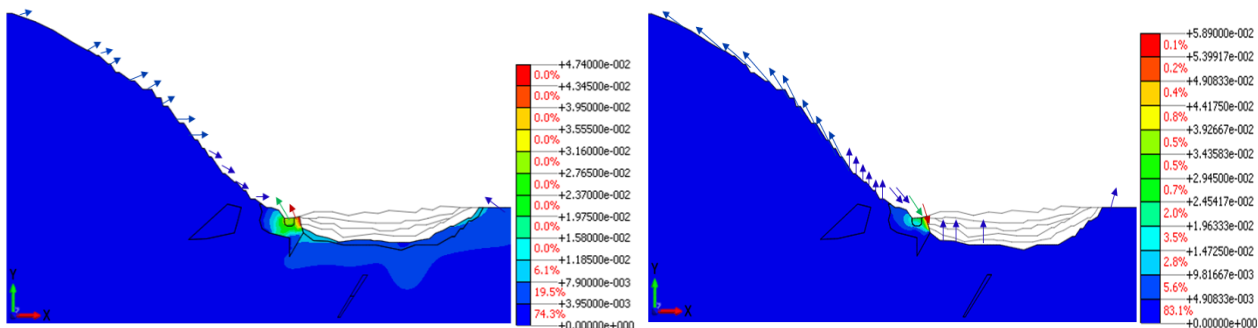 +4.74000e-002
0.0%
+4.34500e-002
0.0%
+3.95000e-002
0.0%
+3.55500e-002
0.0%
+3.16000e-002
0.0%
+2.76500e-002
0.0%
+2.37000e-002
0.0%
+1.97500e-002
0.0%
+1.58000e-002
0.0%
+1.18500e-002
6.1%
+7.90000e-003
19.5%
+3.95000e-003
74.3%
+0.00000e+000
Y
X
+5.89000e-002
0.1%
+5.39917e-002
0.2%
+4.90833e-002
0.4%
+4.41750e-002
0.8%
+3.92667e-002
0.5%
+3.43583e-002
0.5%
+2.94500e-002
0.7%
+2.45417e-002
2.0%
+1.96333e-002
3.5%
+1.47250e-002
2.8%
+9.81667e-003
5.6%
+4.90833e-003
83.1%
+0.00000e+000
Y
X